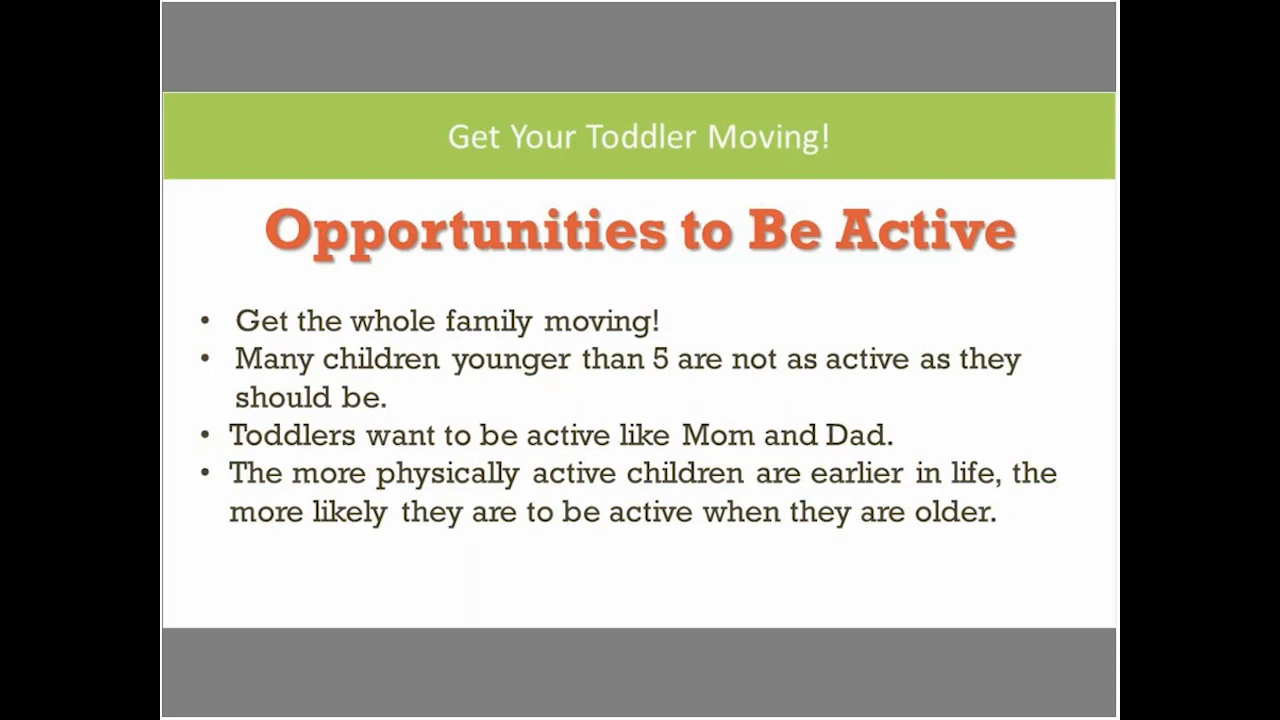 Get Your Toddler Moving!
Opportunities to Be Active
• Get the whole family moving!
• Many children younger than 5 are not as active as they
should be.
• Toddlers want to be active like Mom and Dad.
• The more physically active children are earlier in life, the
more likely they are to be active when they are older.